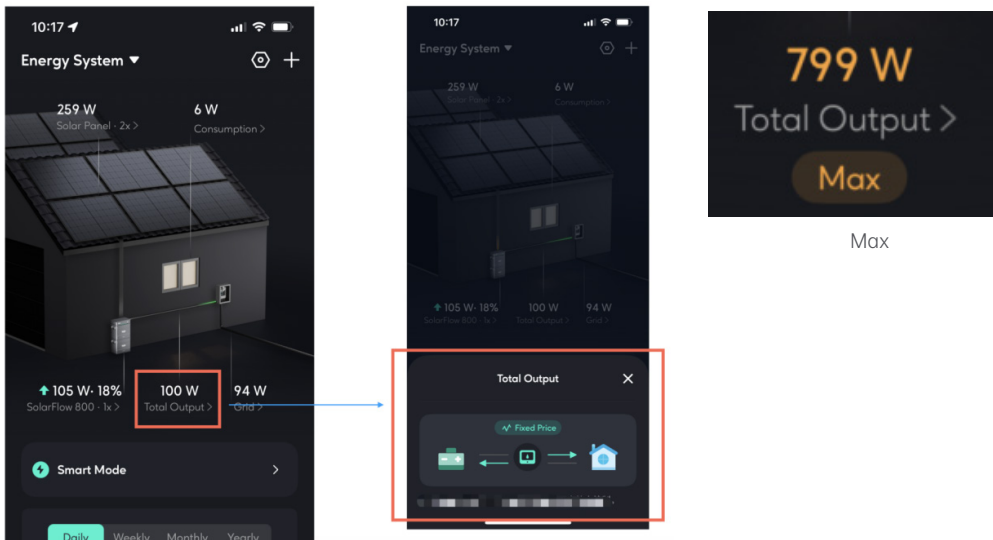 10:17
Energy System ▼
259 W
Solar Panel · 2x >
6 W
Consumption >
↑ 105 W· 18%
SolarFlow 800 · 1x >
100 W
Total Output >
94 W
Grid >
Smart Mode
Daily Weekly Monthly Yearly
10:17
Energy System ▼
259 W
Solar Panel · 2x >
6 W
Consumption >
↑ 105 W· 18%
SolarFlow 800 · 1x >
100 W
Total Output >
94 W
Grid >
Total Output
Fixed Price
799 W
Total Output >
Max
Max